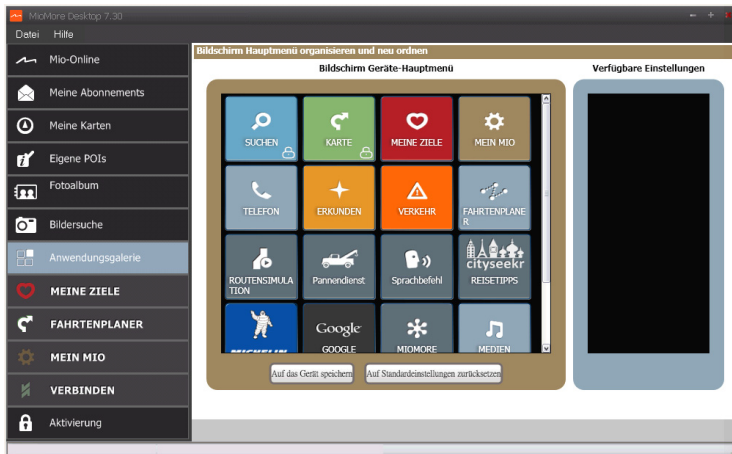 MioMore Desktop 7.30
Datei Hilfe
Mio-Online
Meine Abonnements
Meine Karten
Eigene POIs
Fotoalbum
Bildersuche
Anwendungsgalerie
MEINE ZIELE
FAHRTENPLANER
MEIN MIO
VERBINDEN
Aktivierung
Bildschirm Hauptmenü organisieren und neu ordnen
Bildschirm Geräte-Hauptmenü
Verfügbare Einstellungen
SUCHEN
KARTE
MEINE ZIELE
MEIN MIO
TELEFON
ERKUNDEN
VERKEHR
FAHRTENPLANE
R
ROUTENSIMULA
TION
Pannendienst
Sprachbefehl
cityseekr
REISETIPPS
MICHELIN
Google
GOOGLE
MIOMORE
MEDIEN
Auf das Gerät speichern
Auf Standardeinstellungen zurücksetzen